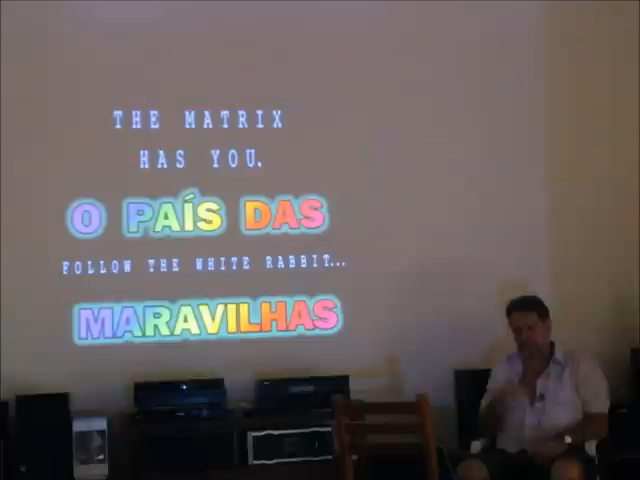 THE MATRIX
HAS YOU.
O PAÍS DAS
FOLLOW THE WHITE RABBIT...
MARAVILHAS